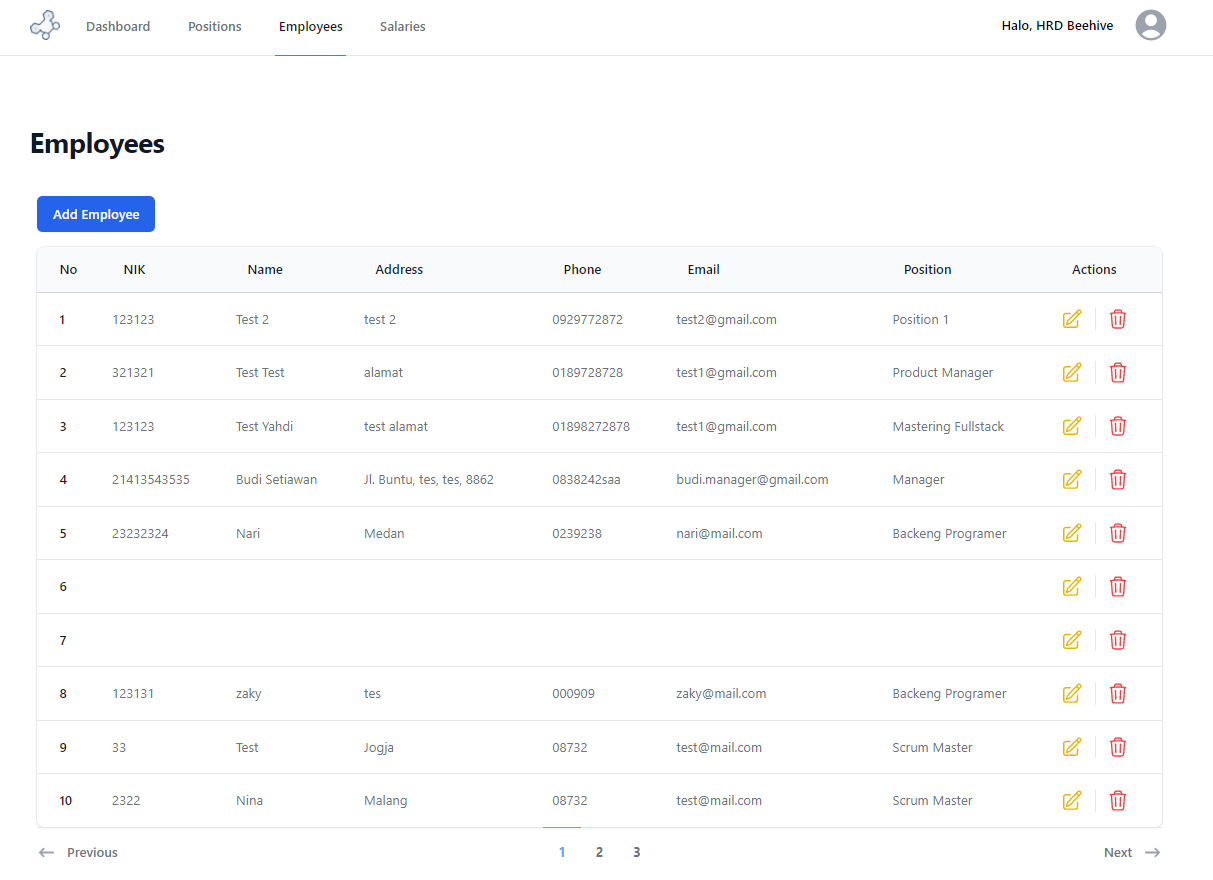 Dashboard Positions Employees Salaries Halo, HRD Beehive
Employees
Add Employee
No NIK Name Address Phone Email Position Actions
1 123123 Test 2 test 2 0929772872 test2@gmail.com Position 1
2 321321 Test Test alamat 0189728728 test1@gmail.com Product Manager
3 123123 Test Yahdi test alamat 01898272878 test1@gmail.com Mastering Fullstack
4 21413543535 Budi Setiawan Jl. Buntu, tes, tes, 8862 0838242saa budi.manager@gmail.com Manager
5 23232324 Nari Medan 0239238 nari@mail.com Backeng Programer
6
7
8 123131 zaky tes 000909 zaky@mail.com Backeng Programer
9 33 Test Jogja 08732 test@mail.com Scrum Master
10 2322 Nina Malang 08732 test@mail.com Scrum Master
Previous 1 2 3 Next